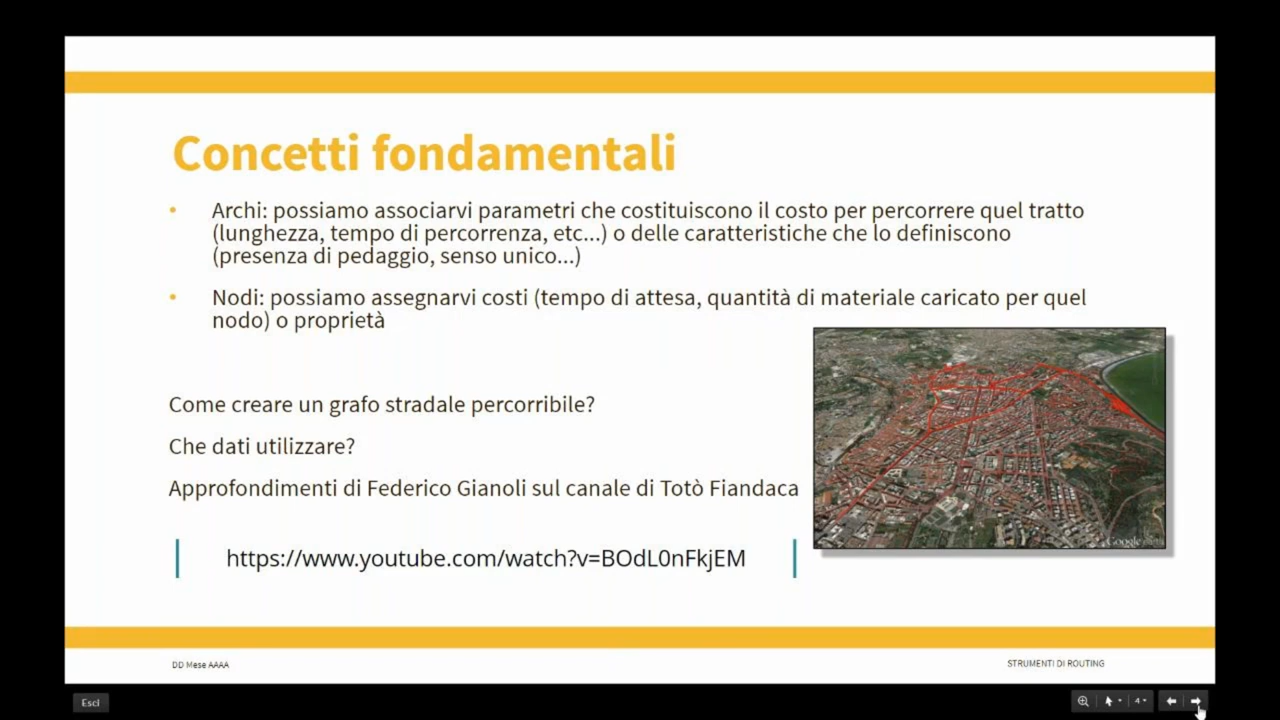 Concetti fondamentali
• Archi: possiamo associarvi parametri che costituiscono il costo per percorrere quel tratto
(lunghezza, tempo di percorrenza, etc...) o delle caratteristiche che lo definiscono
(presenza di pedaggio, senso unico...)
• Nodi: possiamo assegnarvi costi (tempo di attesa, quantità di materiale caricato per quel
nodo) o proprietà
Come creare un grafo stradale percorribile?
Che dati utilizzare?
Approfondimenti di Federico Gianoli sul canale di Totò Fiandaca
https://www.youtube.com/watch?v=BOdL0nFkjEM
Google
DD Mese AAAA
STRUMENTI DI ROUTING
Esci
4